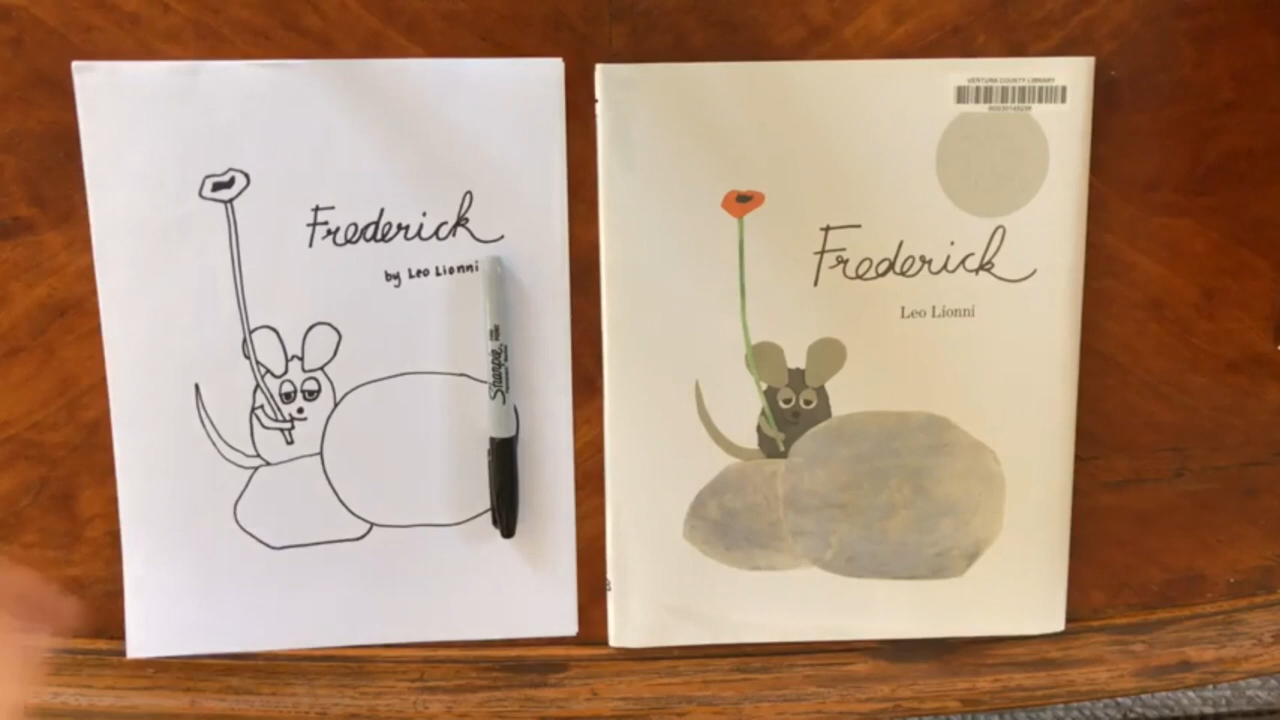 Frederick
by Leo Lionni
Sharpie
VENTURA COUNTY LIBRARY
Frederick
Leo Lionni